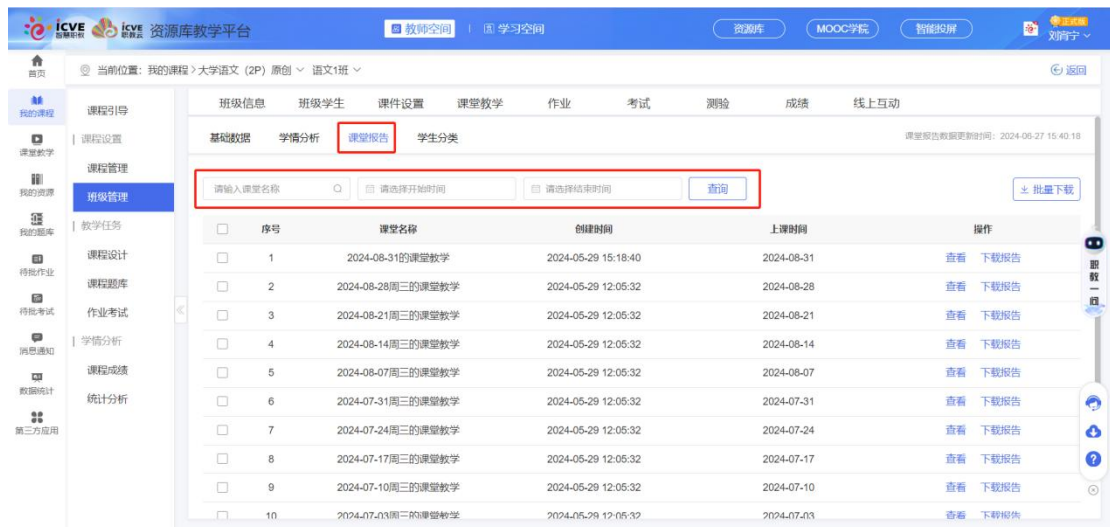 icve 智慧职教 icve 职教云 资源库教学平台 教师空间 学习空间 资源库 MOOC学院 智能投屏 正式版 刘宵宁
首页 当前位置：我的课程 > 大学语文（2P）原创 语文1班 返回
我的课程
课堂教学
我的资源
我的题库
待批作业
待批考试
消息通知
数据统计
第三方应用
课程引导
课程设置
课程管理
班级管理
教学任务
课程设计
课程题库
作业考试
学情分析
课程成绩
统计分析
班级信息 班级学生 课件设置 课堂教学 作业 考试 测验 成绩 线上互动
基础数据 学情分析 课堂报告 学生分类 课堂报告数据更新时间：2024-06-27 15:40:18
请输入课堂名称 请选择开始时间 请选择结束时间 查询 批量下载
序号 课堂名称 创建时间 上课时间 操作
1 2024-08-31的课堂教学 2024-05-29 15:18:40 2024-08-31 查看 下载报告
2 2024-08-28周三的课堂教学 2024-05-29 12:05:32 2024-08-28 查看 下载报告
3 2024-08-21周三的课堂教学 2024-05-29 12:05:32 2024-08-21 查看 下载报告
4 2024-08-14周三的课堂教学 2024-05-29 12:05:32 2024-08-14 查看 下载报告
5 2024-08-07周三的课堂教学 2024-05-29 12:05:32 2024-08-07 查看 下载报告
6 2024-07-31周三的课堂教学 2024-05-29 12:05:32 2024-07-31 查看 下载报告
7 2024-07-24周三的课堂教学 2024-05-29 12:05:32 2024-07-24 查看 下载报告
8 2024-07-17周三的课堂教学 2024-05-29 12:05:32 2024-07-17 查看 下载报告
9 2024-07-10周三的课堂教学 2024-05-29 12:05:32 2024-07-10 查看 下载报告
10 2024-07-03周三的课堂教学 2024-05-29 12:05:32 2024-07-03 查看 下载报告
职教一问